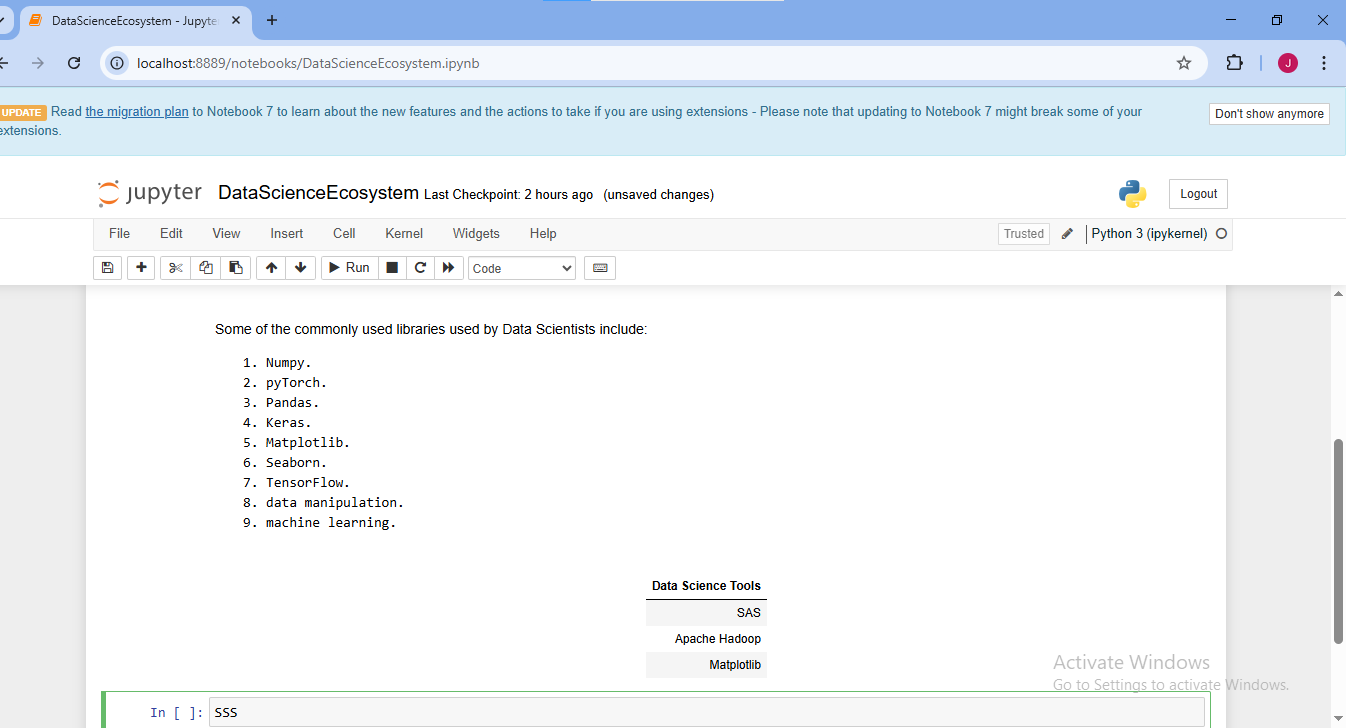 DataScienceEcosystem - Jupyte
localhost:8889/notebooks/DataScienceEcosystem.ipynb
J
UPDATE Read the migration plan to Notebook 7 to learn about the new features and the actions to take if you are using extensions - Please note that updating to Notebook 7 might break some of your
extensions.
Don't show anymore
jupyter DataScienceEcosystem Last Checkpoint: 2 hours ago (unsaved changes)
Logout
File Edit View Insert Cell Kernel Widgets Help
Trusted Python 3 (ipykernel)
Run Code
Some of the commonly used libraries used by Data Scientists include:
1. Numpy.
2. pyTorch.
3. Pandas.
4. Keras.
5. Matplotlib.
6. Seaborn.
7. TensorFlow.
8. data manipulation.
9. machine learning.
Data Science Tools
SAS
Apache Hadoop
Matplotlib
Activate Windows
Go to Settings to activate Windows.
In [ ]: SSS